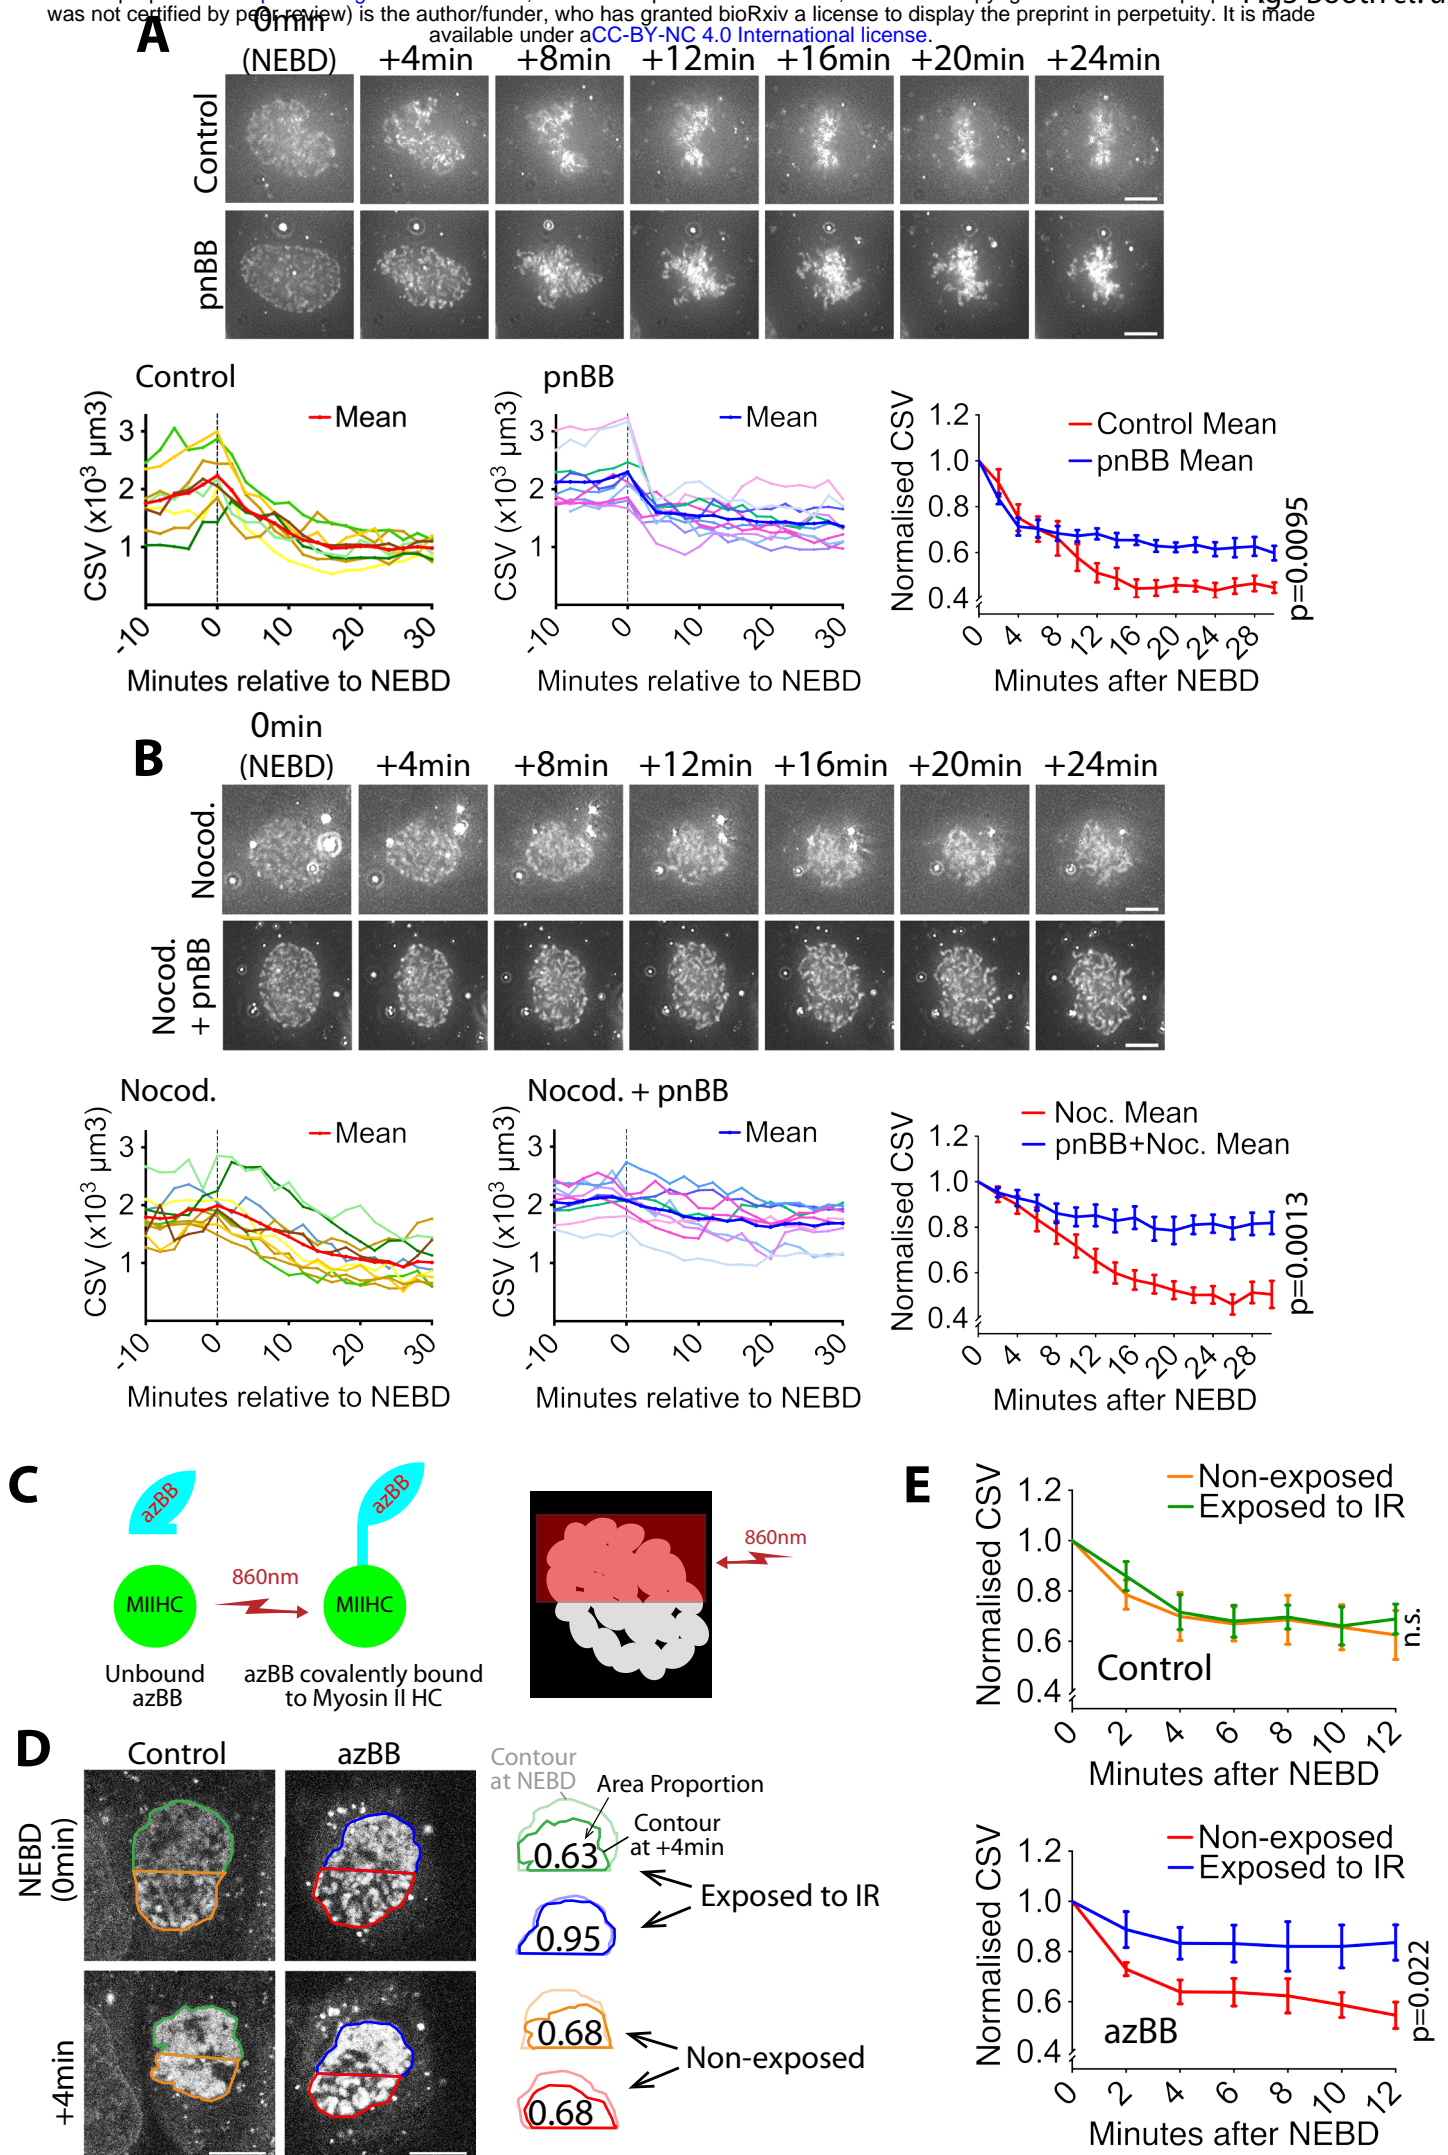 was not certified by peer review) is the author/funder, who has granted bioRxiv a license to display the preprint in perpetuity. It is made
available under aCC-BY-NC 4.0 International license.
A
0min
(NEBD)
+4min
+8min
+12min
+16min
+20min
+24min
Control
pnBB
Control
Mean
CSV (x10³ µm3)
3
2
1
-10
0
10
20
30
Minutes relative to NEBD
pnBB
Mean
CSV (x10³ µm3)
3
2
1
-10
0
10
20
30
Minutes relative to NEBD
Control Mean
pnBB Mean
Normalised CSV
1.2
1.0
0.8
0.6
0.4
0
4
8
12
16
20
24
28
Minutes after NEBD
p=0.0095
B
0min
(NEBD)
+4min
+8min
+12min
+16min
+20min
+24min
Nocod.
Nocod.
+ pnBB
Nocod.
Mean
CSV (x10³ µm3)
3
2
1
-10
0
10
20
30
Minutes relative to NEBD
Nocod. + pnBB
Mean
CSV (x10³ µm3)
3
2
1
-10
0
10
20
30
Minutes relative to NEBD
Noc. Mean
pnBB+Noc. Mean
Normalised CSV
1.2
1.0
0.8
0.6
0.4
0
4
8
12
16
20
24
28
Minutes after NEBD
p=0.0013
C
azBB
MIIHC
Unbound
azBB
860nm
azBB
MIIHC
azBB covalently bound
to Myosin II HC
860nm
D
Control
azBB
NEBD
(0min)
+4min
Contour
at NEBD
Area Proportion
Contour
at +4min
0.63
0.95
Exposed to IR
0.68
0.68
Non-exposed
E
Non-exposed
Exposed to IR
Normalised CSV
1.2
1.0
0.8
0.6
0.4
Control
n.s.
0
2
4
6
8
10
12
Minutes after NEBD
Non-exposed
Exposed to IR
Normalised CSV
1.2
1.0
0.8
0.6
0.4
azBB
p=0.022
0
2
4
6
8
10
12
Minutes after NEBD